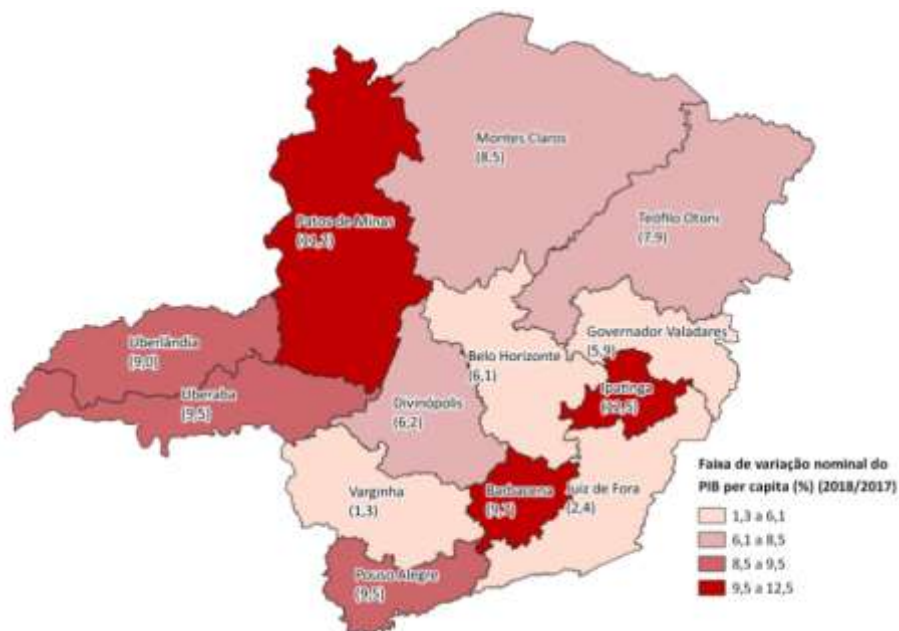 Montes Claros
(8,5)
Teófilo Otoni
(7,9)
Patos de Minas
Governador Valadares
(5,9)
Uberlândia
(9,0)
Belo Horizonte
(6,1)
Ipatinga
(12,5)
Uberaba
(9,5)
Divinópolis
(6,2)
Varginha
(1,3)
Barbacena
Juiz de Fora
(2,4)
Pouso Alegre
(9,5)
Faixa de variação nominal do
PIB per capita (%) (2018/2017)
1,3 a 6,1
6,1 a 8,5
8,5 a 9,5
9,5 a 12,5